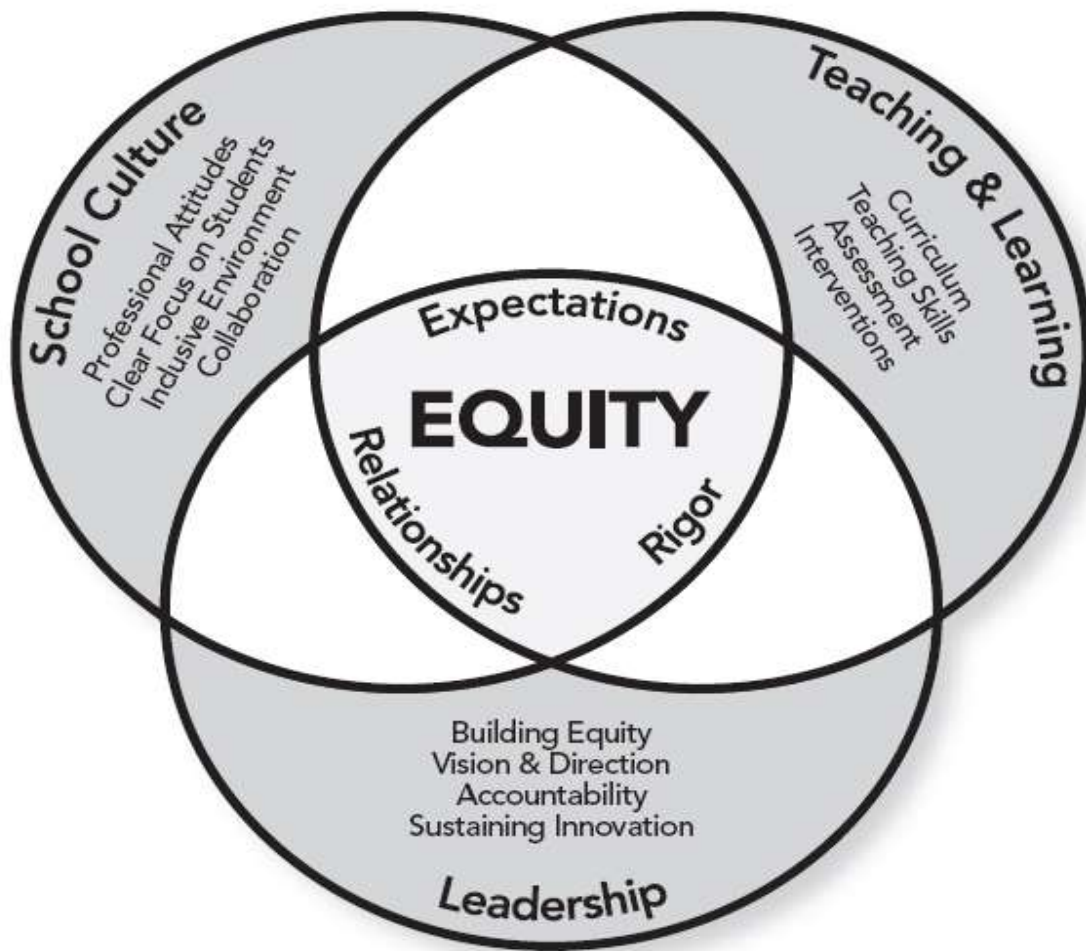 School Culture
Professional Attitudes
Clear Focus on Students
Inclusive Environment
Collaboration
Teaching & Learning
Curriculum
Teaching Skills
Assessment
Interventions
Expectations
EQUITY
Relationships
Rigor
Building Equity
Vision & Direction
Accountability
Sustaining Innovation
Leadership